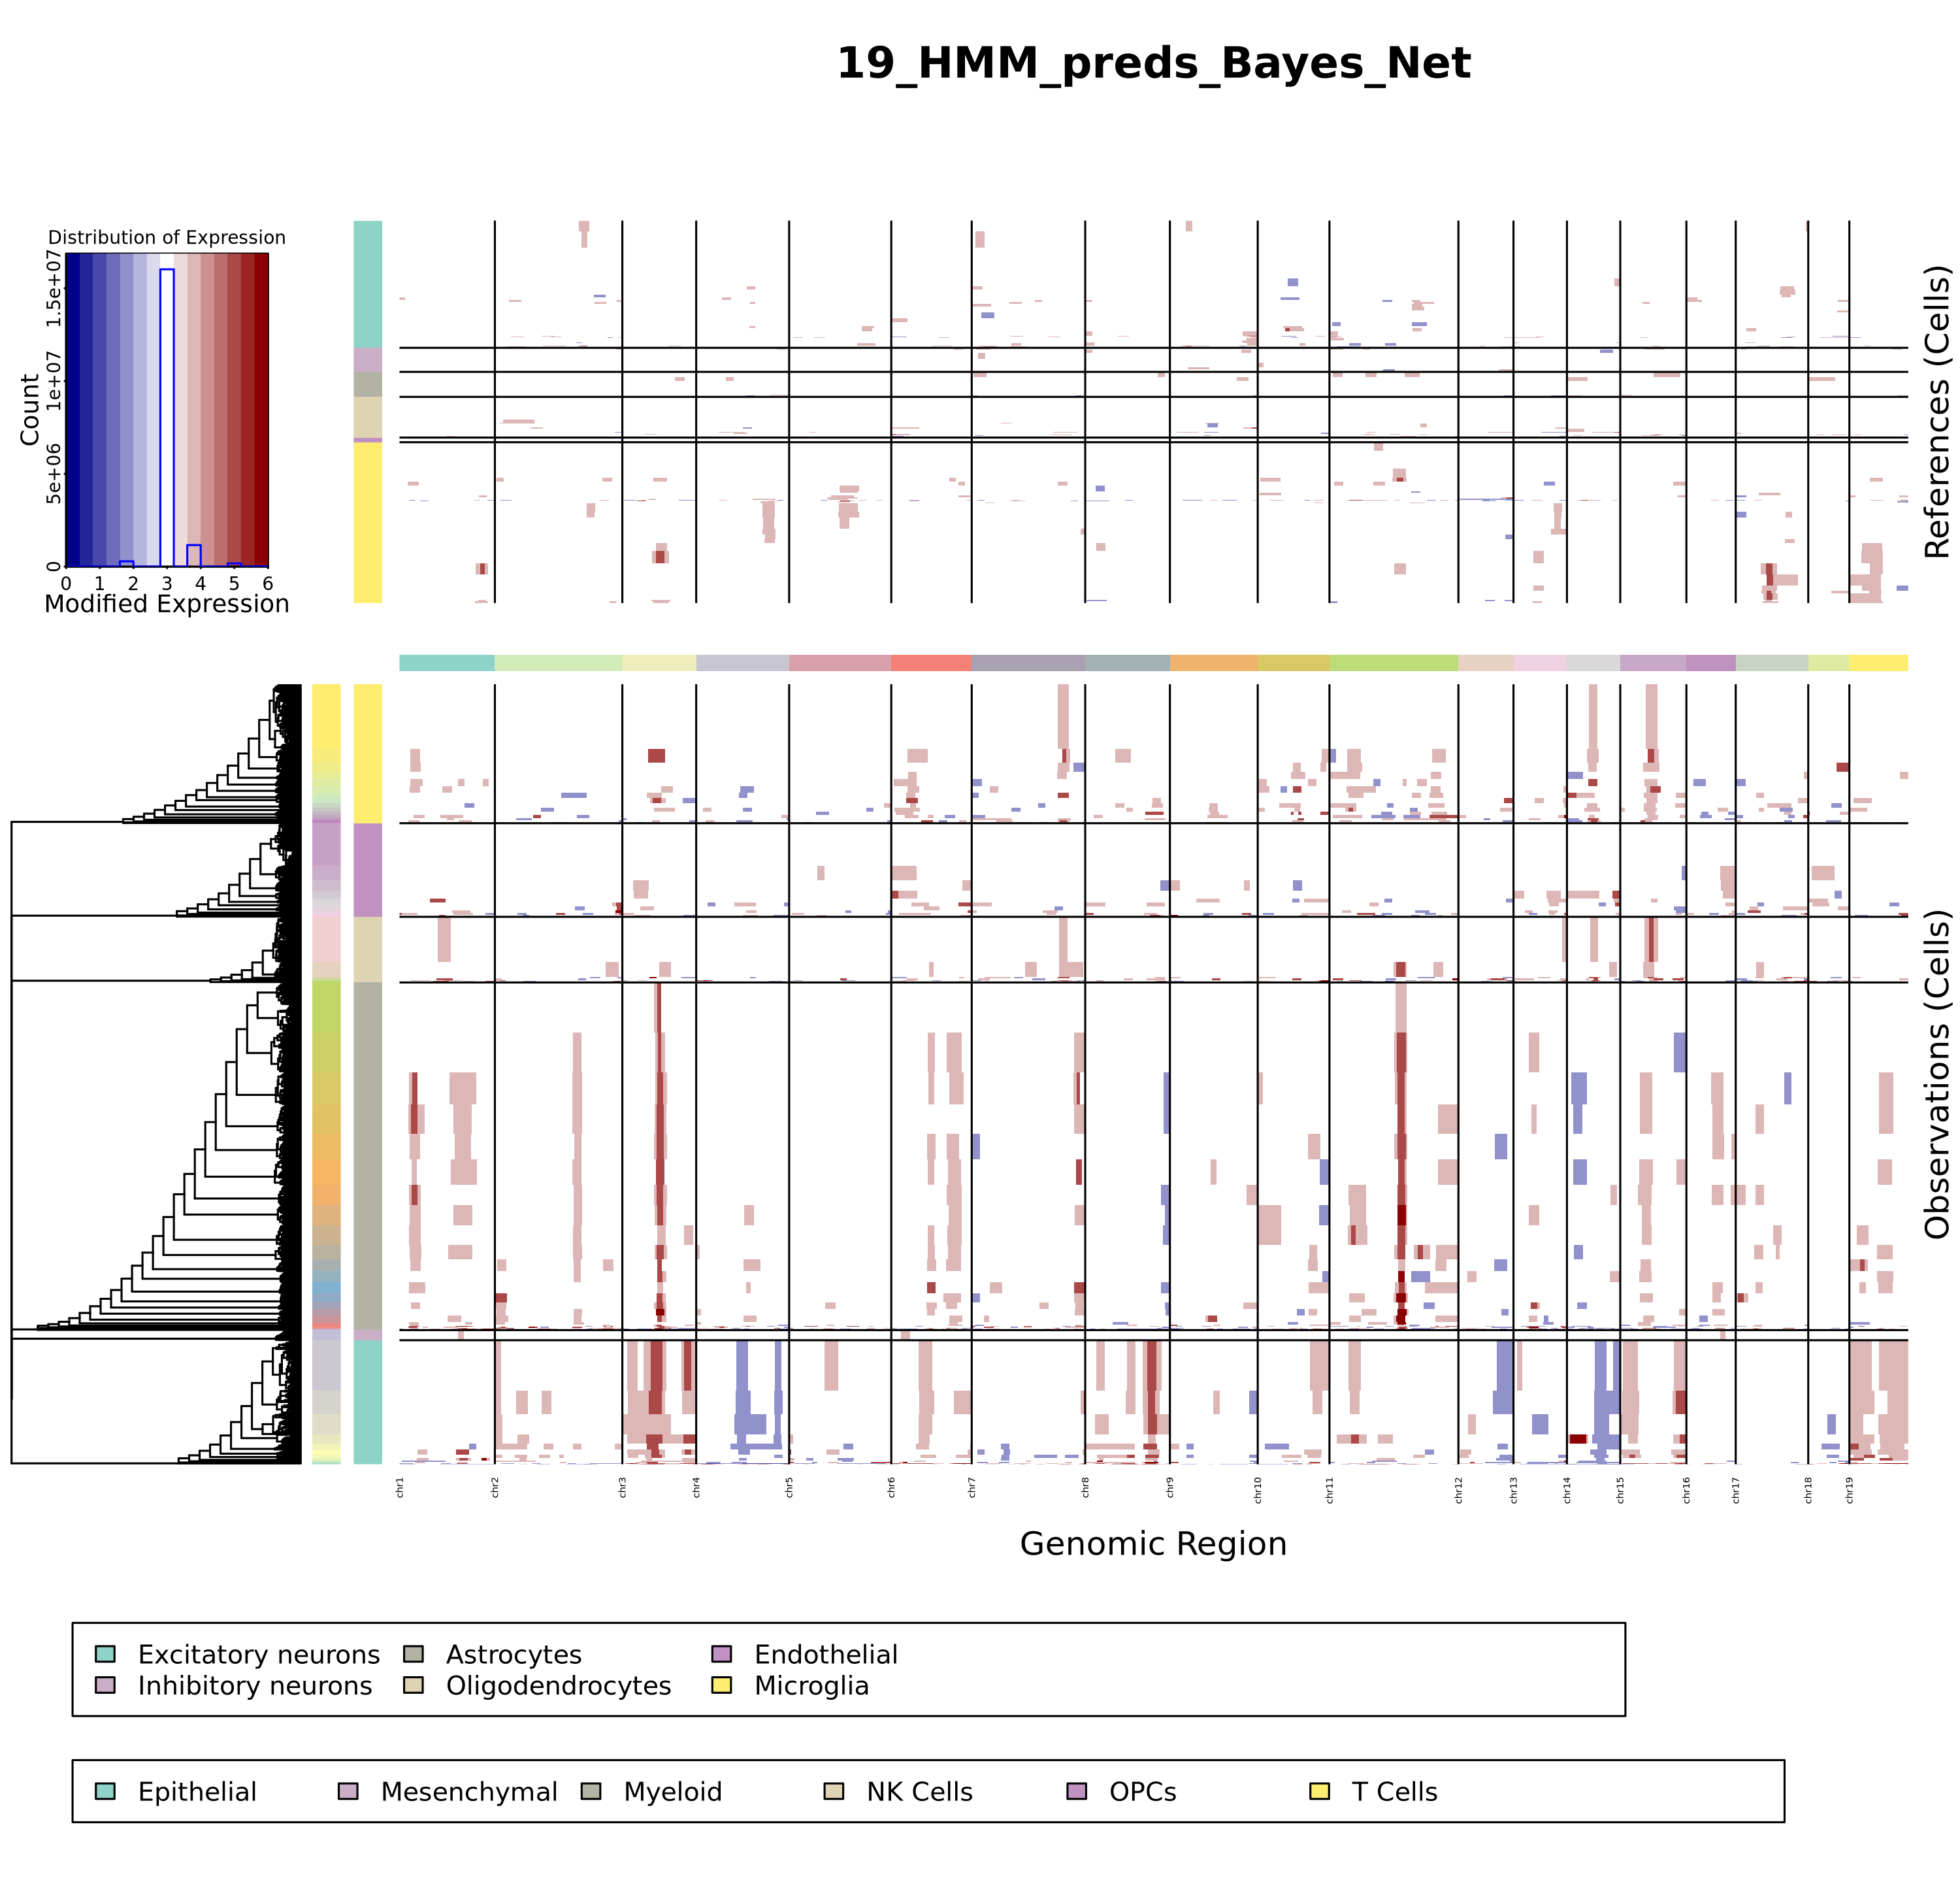 19_HMM_preds_Bayes_Net
Distribution of Expression
Count
0
5e+06
1e+07
1.5e+07
0 1 2 3 4 5 6
Modified Expression
References (Cells)
Observations (Cells)
chr1 chr2 chr3 chr4 chr5 chr6 chr7 chr8 chr9 chr10 chr11 chr12 chr13 chr14 chr15 chr16 chr17 chr18 chr19
Genomic Region
Excitatory neurons Astrocytes Endothelial
Inhibitory neurons Oligodendrocytes Microglia
Epithelial Mesenchymal Myeloid NK Cells OPCs T Cells